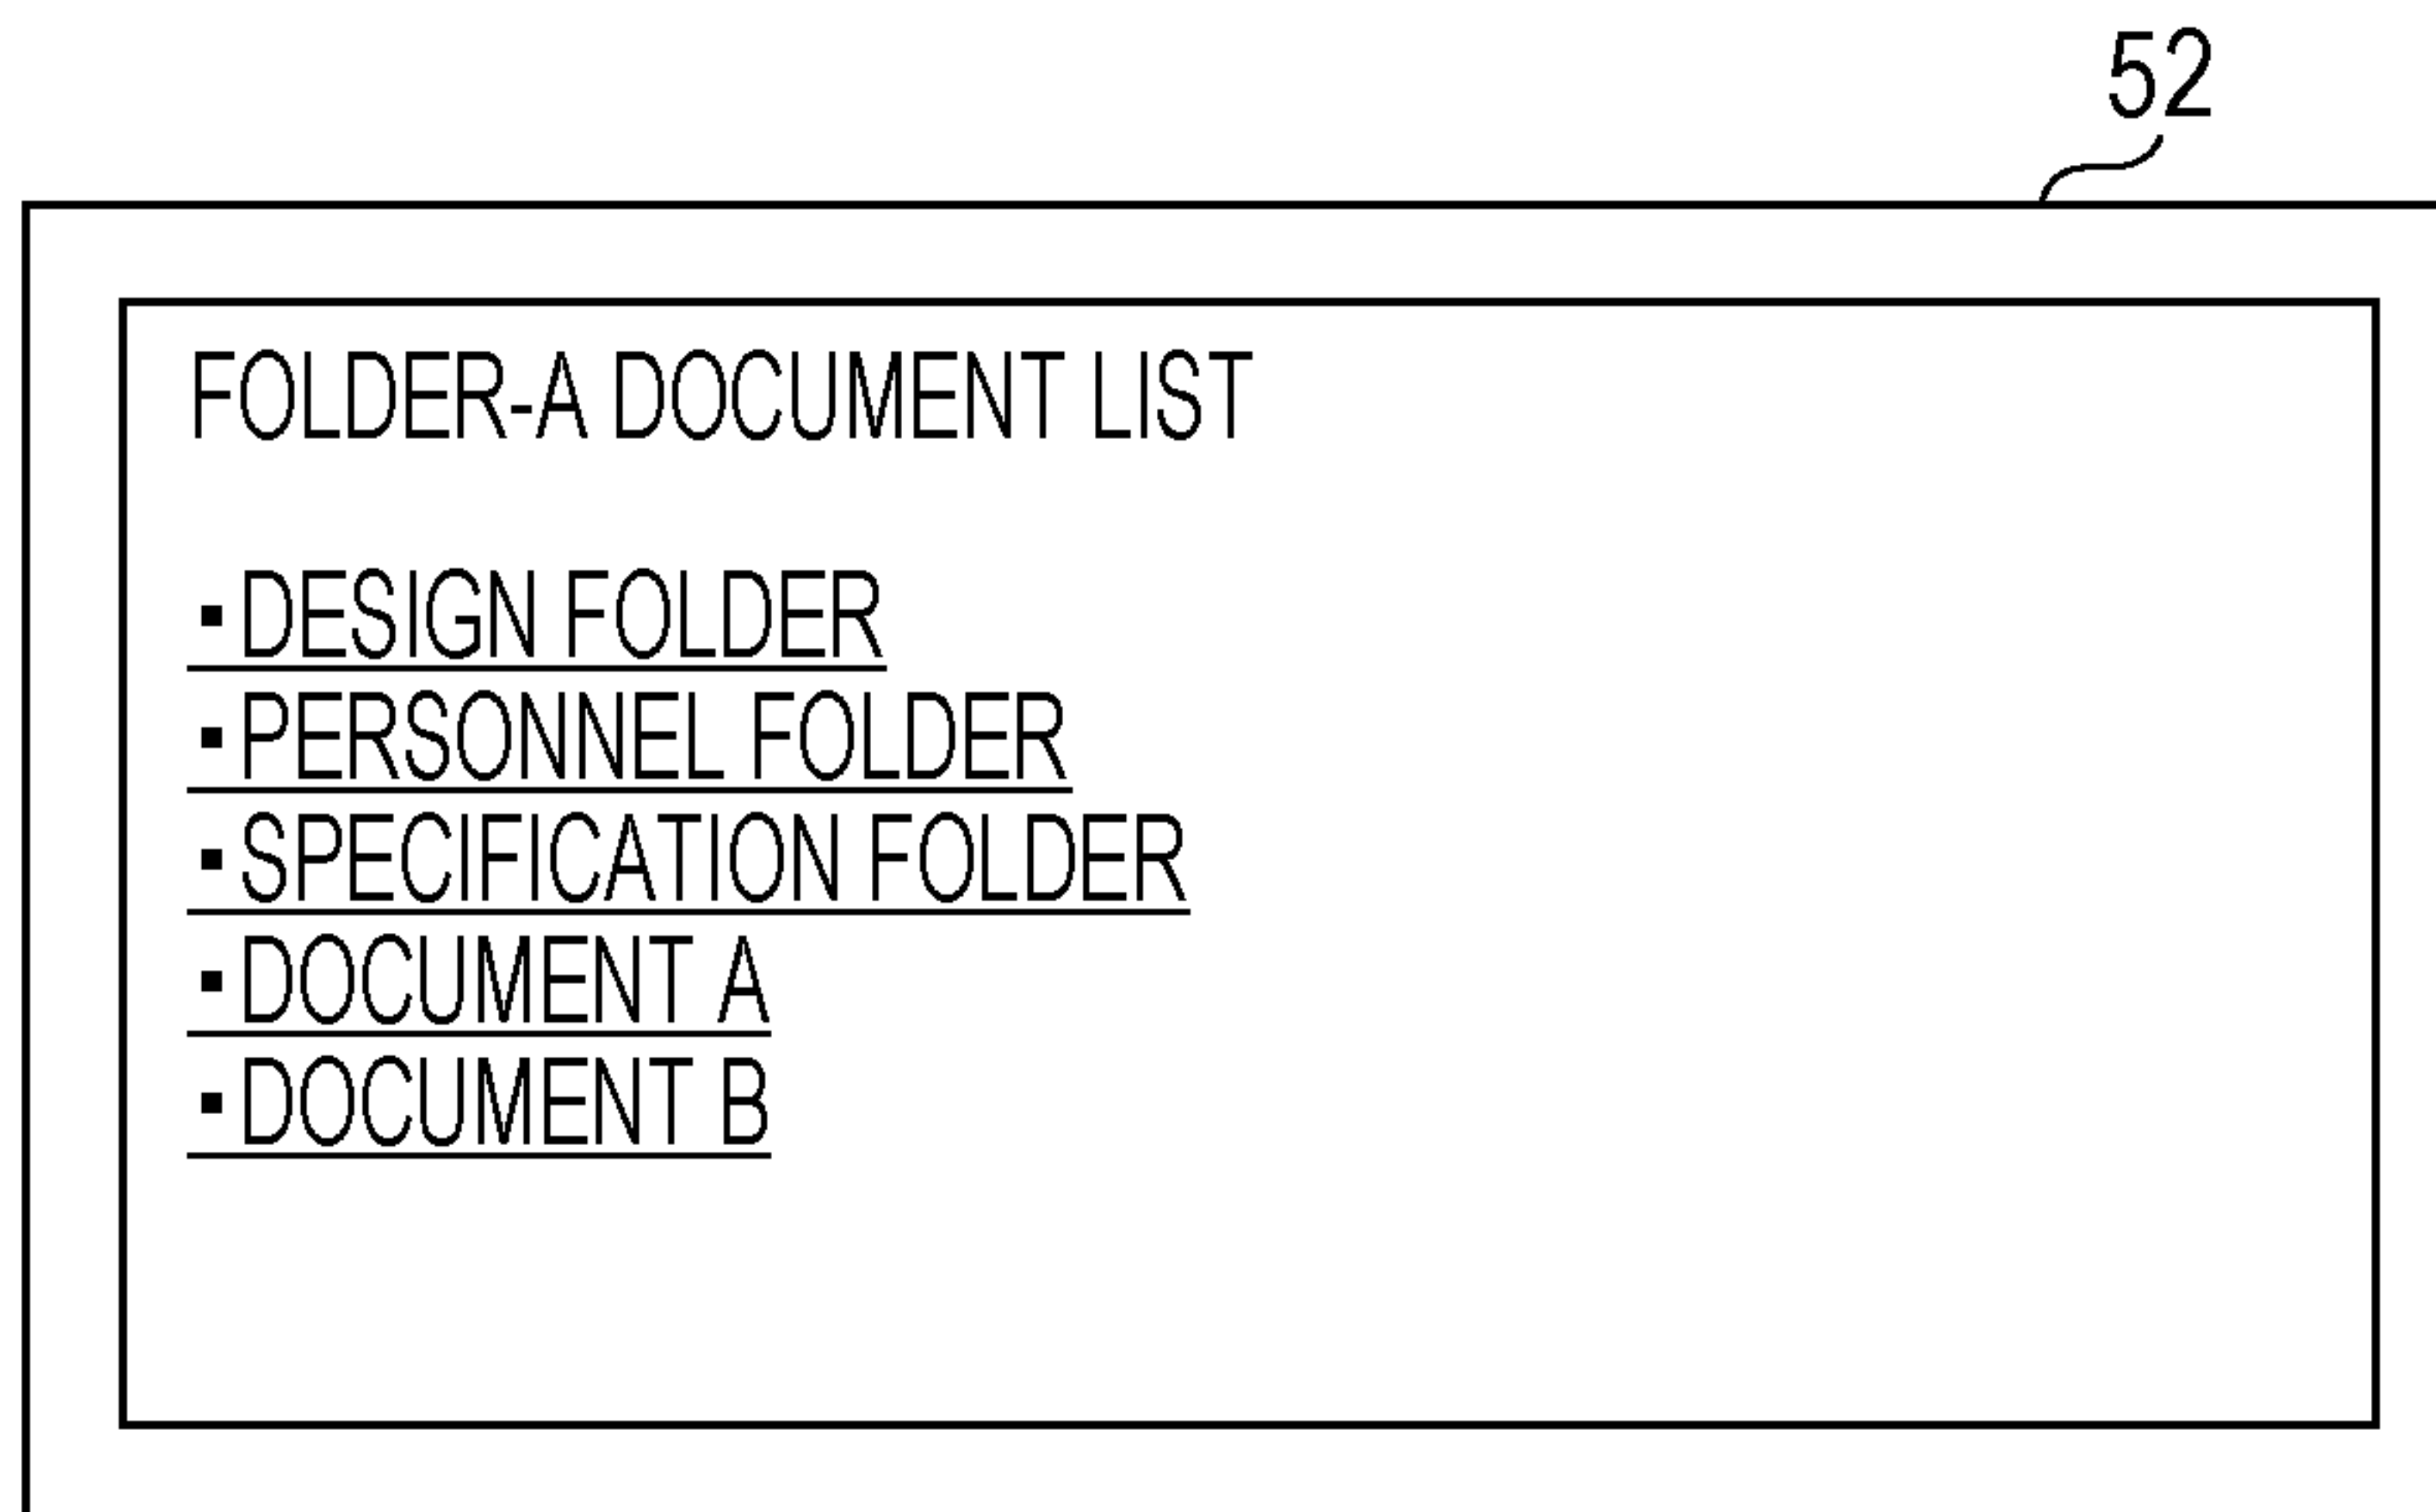 52
FOLDER-A DOCUMENT LIST
▪ DESIGN FOLDER
▪ PERSONNEL FOLDER
▪ SPECIFICATION FOLDER
▪ DOCUMENT A
▪ DOCUMENT B